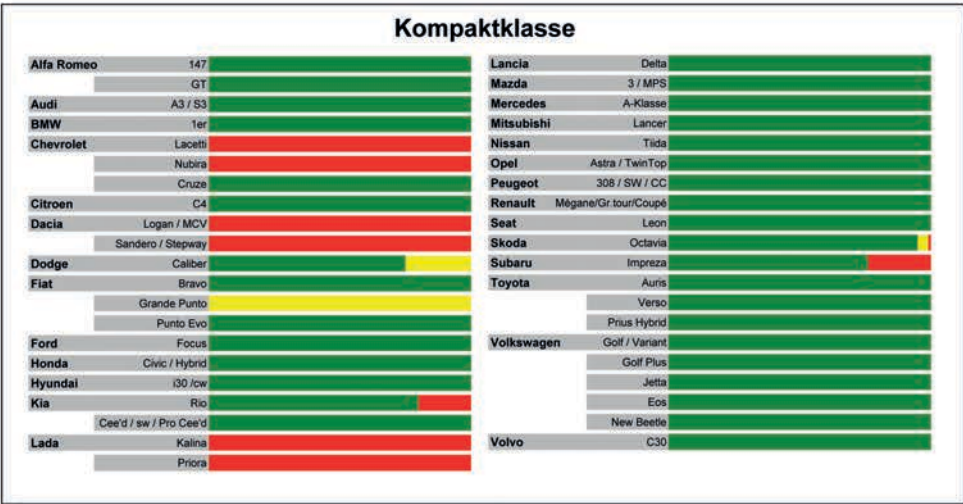 Kompaktklasse
Alfa Romeo 147
GT
Audi A3 / S3
BMW 1er
Chevrolet Lacetti
Nubira
Cruze
Citroen C4
Dacia Logan / MCV
Sandero / Stepway
Dodge Caliber
Fiat Bravo
Grande Punto
Punto Evo
Ford Focus
Honda Civic / Hybrid
Hyundai i30 /cw
Kia Rio
Cee'd / sw / Pro Cee'd
Lada Kalina
Priora
Lancia Delta
Mazda 3 / MPS
Mercedes A-Klasse
Mitsubishi Lancer
Nissan Tiida
Opel Astra / TwinTop
Peugeot 308 / SW / CC
Renault Mégane/Gr.tour/Coupé
Seat Leon
Skoda Octavia
Subaru Impreza
Toyota Auris
Verso
Prius Hybrid
Volkswagen Golf / Variant
Golf Plus
Jetta
Eos
New Beetle
Volvo C30